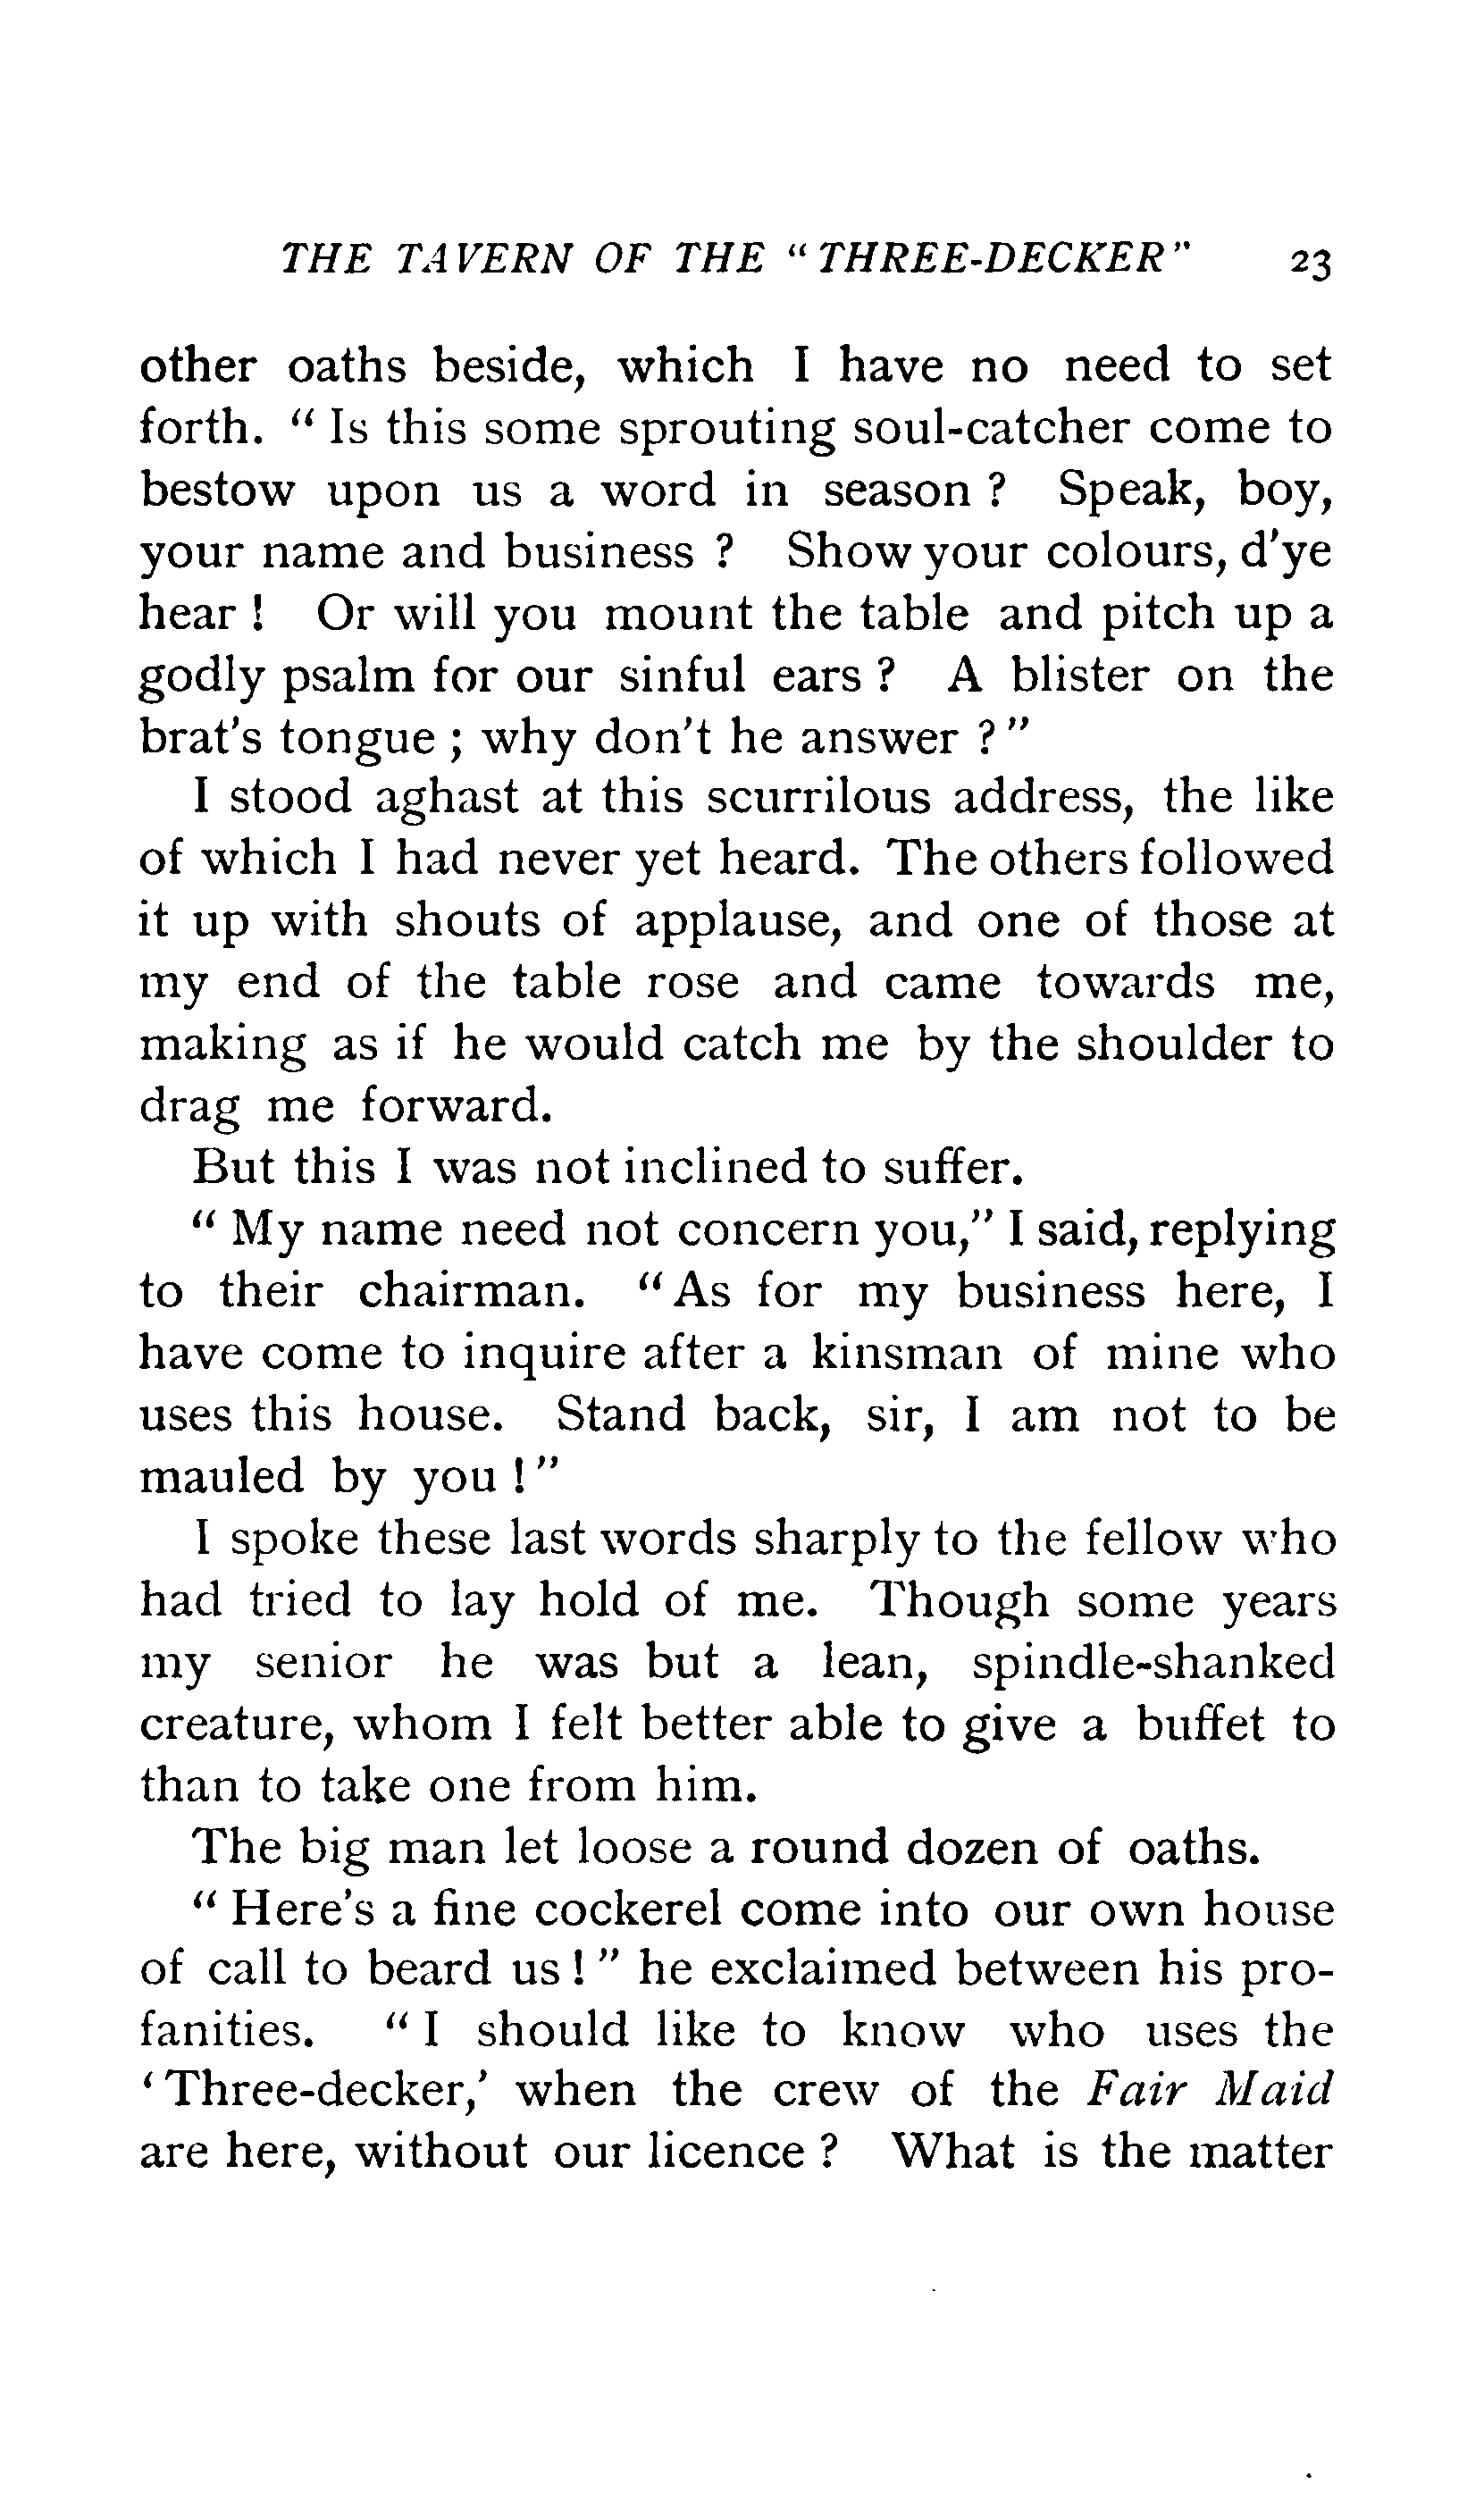 THE TAVERN OF THE "THREE-DECKER" 23
other oaths beside, which I have no need to set
forth. "Is this some sprouting soul-catcher come to
bestow upon us a word in season? Speak, boy,
your name and business? Show your colours, d'ye
hear! Or will you mount the table and pitch up a
godly psalm for our sinful ears? A blister on the
brat's tongue; why don't he answer?"
I stood aghast at this scurrilous address, the like
of which I had never yet heard. The others followed
it up with shouts of applause, and one of those at
my end of the table rose and came towards me,
making as if he would catch me by the shoulder to
drag me forward.
But this I was not inclined to suffer.
"My name need not concern you," I said, replying
to their chairman. "As for my business here, I
have come to inquire after a kinsman of mine who
uses this house. Stand back, sir, I am not to be
mauled by you!"
I spoke these last words sharply to the fellow who
had tried to lay hold of me. Though some years
my senior he was but a lean, spindle-shanked
creature, whom I felt better able to give a buffet to
than to take one from him.
The big man let loose a round dozen of oaths.
"Here's a fine cockerel come into our own house
of call to beard us!" he exclaimed between his pro-
fanities. "I should like to know who uses the
'Three-decker,' when the crew of the Fair Maid
are here, without our licence? What is the matter